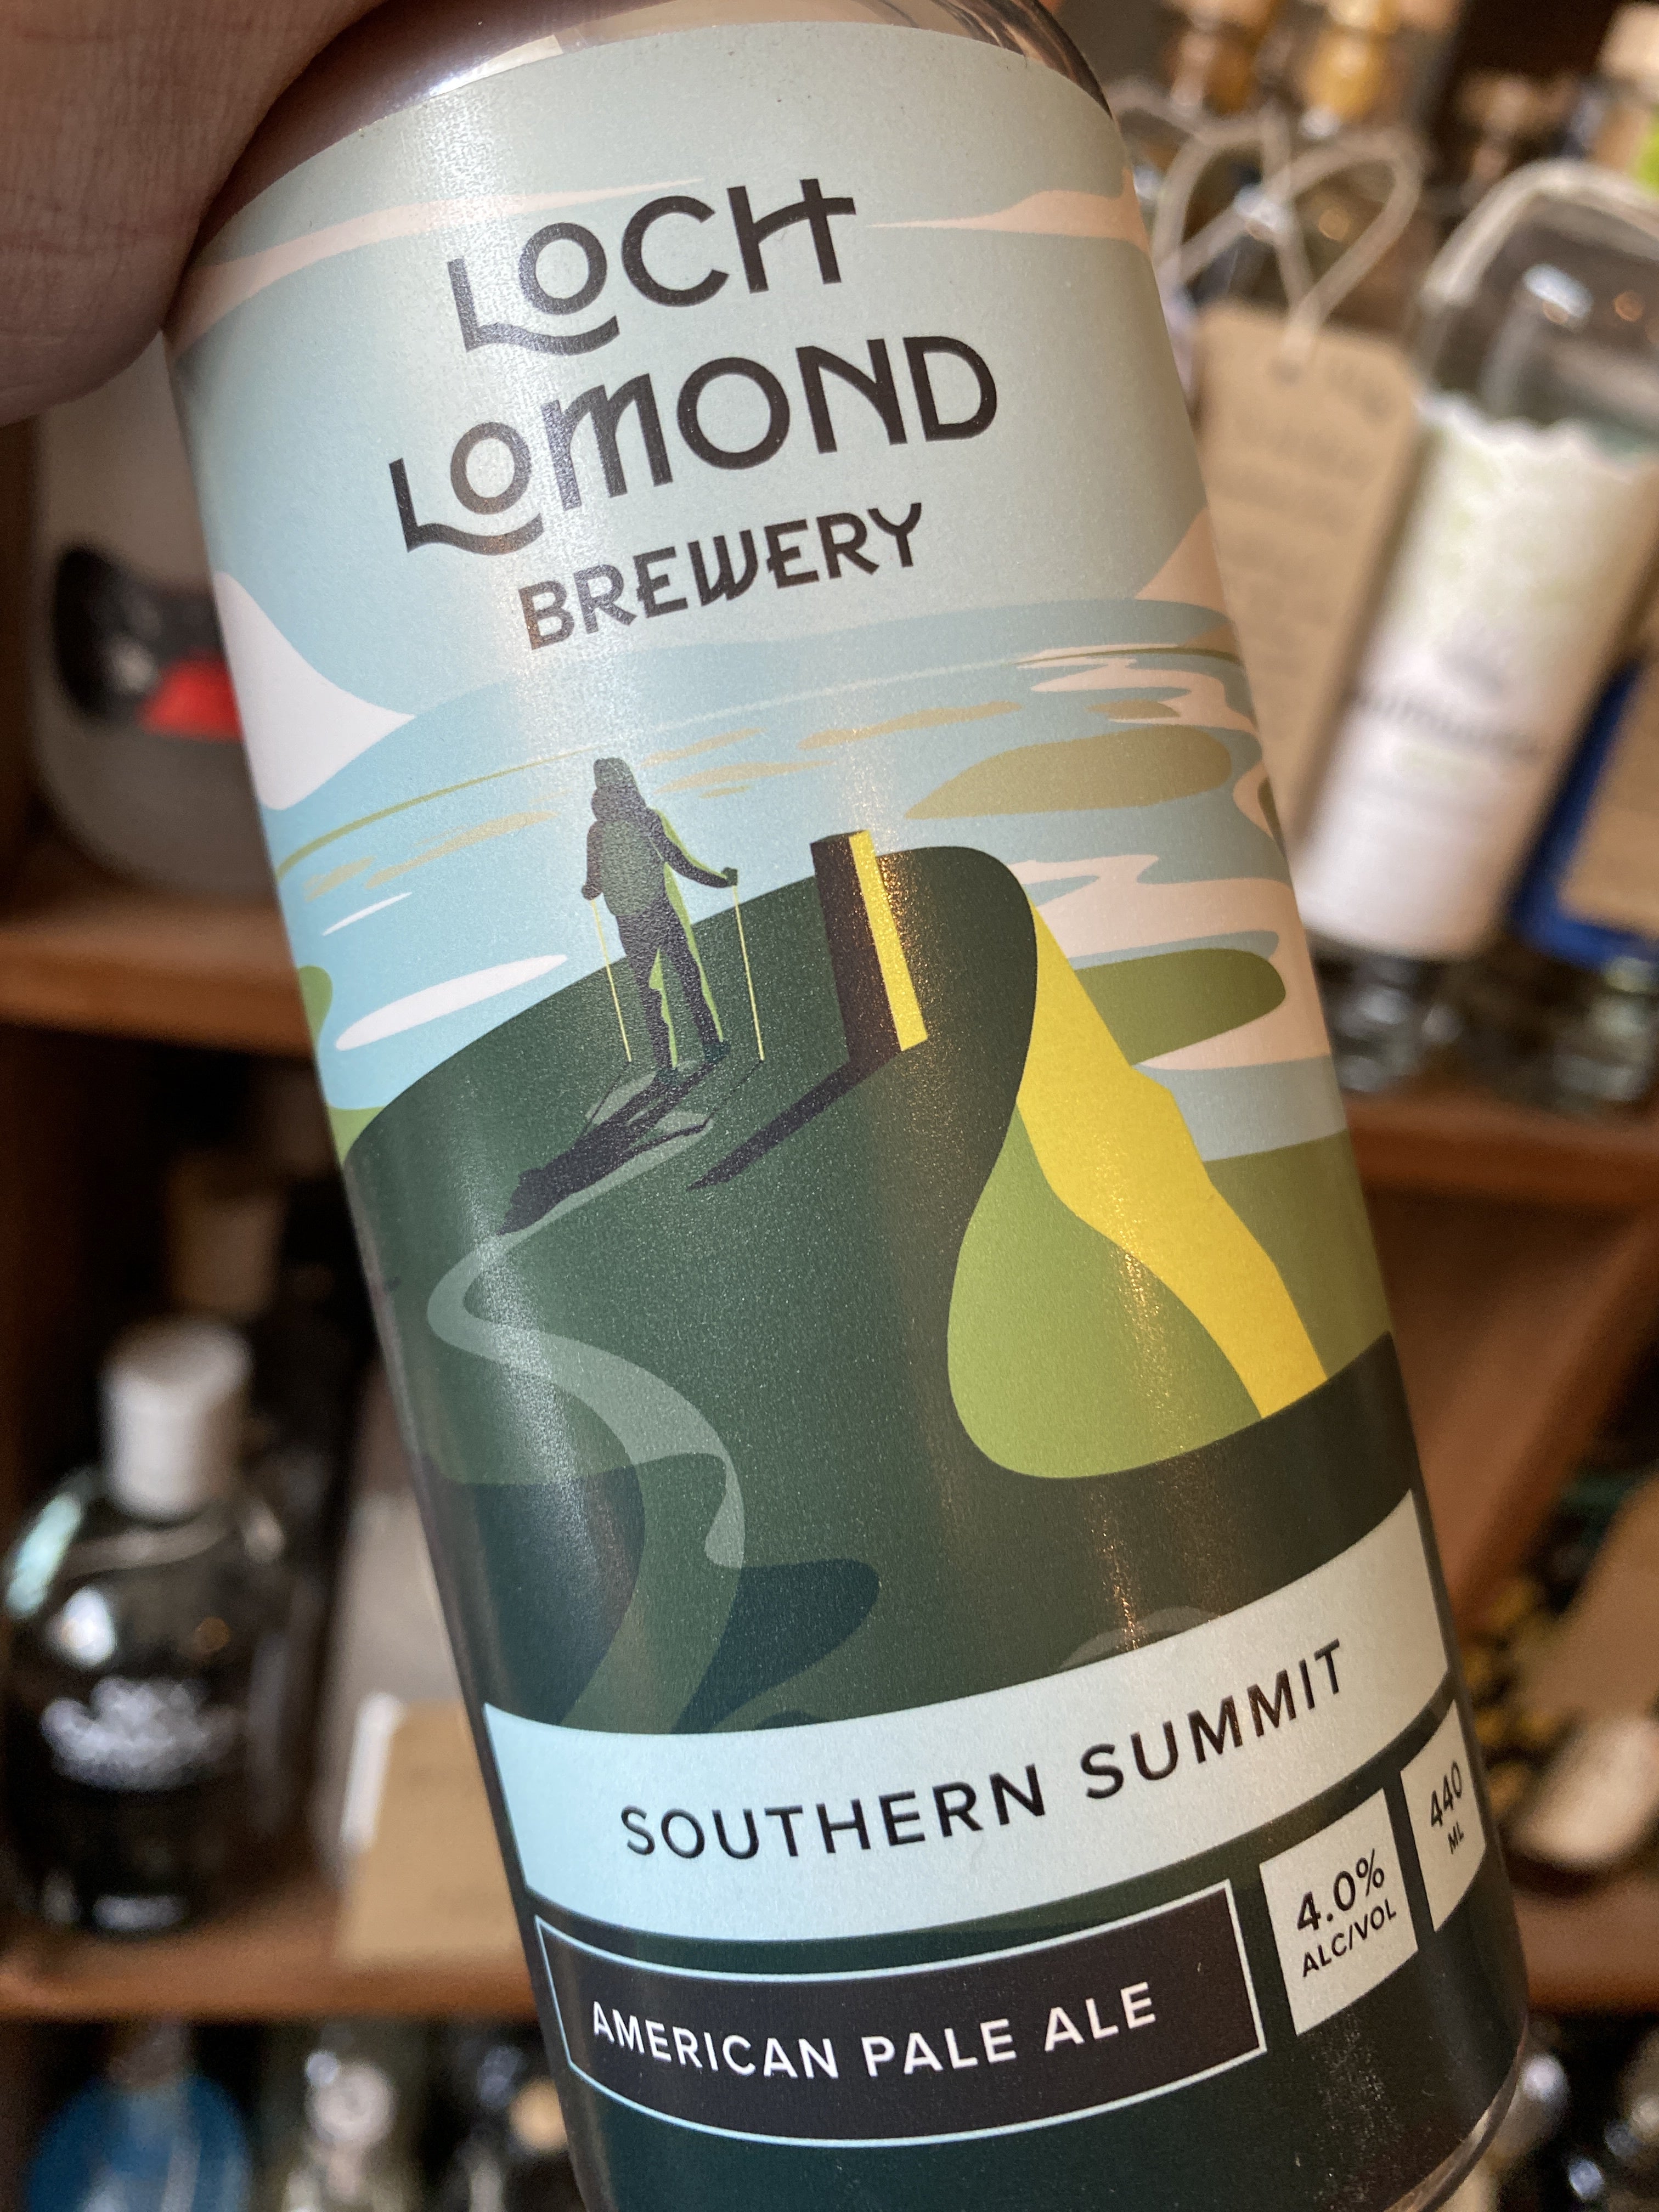 LOCH
LOMOND
BREWERY
SOUTHERN SUMMIT
AMERICAN PALE ALE
4.0%
ALC/VOL
440
ML